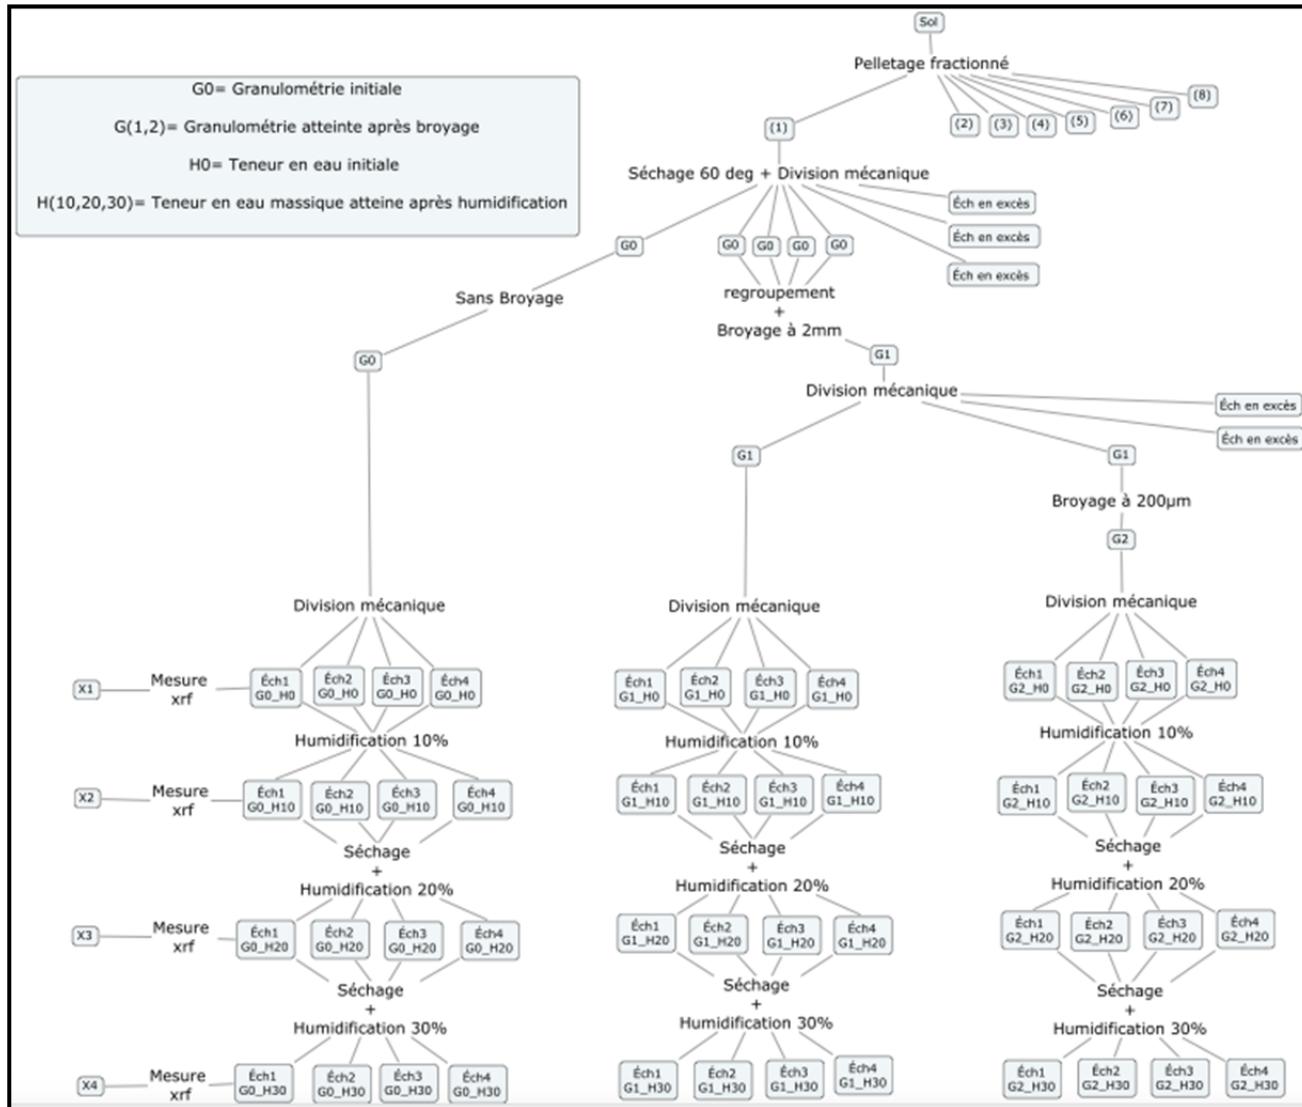 Sol
Pelletage fractionné
G0= Granulométrie initiale
G(1,2)= Granulométrie atteinte après broyage
H0= Teneur en eau initiale
H(10,20,30)= Teneur en eau massique atteine après humidification
(1)
(2)
(3)
(4)
(5)
(6)
(7)
(8)
Séchage 60 deg + Division mécanique
Éch en excès
Éch en excès
Éch en excès
G0
G0
G0
G0
G0
Sans Broyage
regroupement
+
Broyage à 2mm
G0
G1
Division mécanique
Éch en excès
Éch en excès
G1
G1
Broyage à 200µm
G2
Division mécanique
Division mécanique
Division mécanique
X1
Mesure
xrf
Éch1
G0_H0
Éch2
G0_H0
Éch3
G0_H0
Éch4
G0_H0
Éch1
G1_H0
Éch2
G1_H0
Éch3
G1_H0
Éch4
G1_H0
Éch1
G2_H0
Éch2
G2_H0
Éch3
G2_H0
Éch4
G2_H0
Humidification 10%
Humidification 10%
Humidification 10%
X2
Mesure
xrf
Éch1
G0_H10
Éch2
G0_H10
Éch3
G0_H10
Éch4
G0_H10
Éch1
G1_H10
Éch2
G1_H10
Éch3
G1_H10
Éch4
G1_H10
Éch1
G2_H10
Éch2
G2_H10
Éch3
G2_H10
Éch4
G2_H10
Séchage
+
Humidification 20%
Séchage
+
Humidification 20%
Séchage
+
Humidification 20%
X3
Mesure
xrf
Éch1
G0_H20
Éch2
G0_H20
Éch3
G0_H20
Éch4
G0_H20
Éch1
G1_H20
Éch2
G1_H20
Éch3
G1_H20
Éch4
G1_H20
Éch1
G2_H20
Éch2
G2_H20
Éch3
G2_H20
Éch4
G2_H20
Séchage
+
Humidification 30%
Séchage
+
Humidification 30%
Séchage
+
Humidification 30%
X4
Mesure
xrf
Éch1
G0_H30
Éch2
G0_H30
Éch3
G0_H30
Éch4
G0_H30
Éch1
G1_H30
Éch2
G1_H30
Éch3
G1_H30
Éch4
G1_H30
Éch1
G2_H30
Éch2
G2_H30
Éch3
G2_H30
Éch4
G2_H30